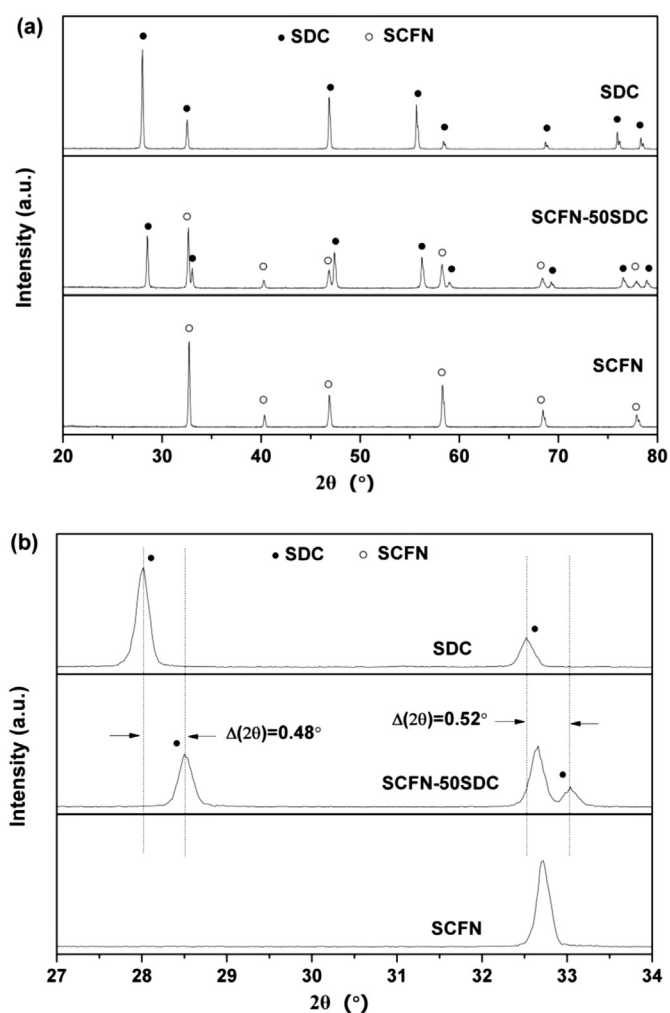 (a)
● SDC ○ SCFN
SDC
SCFN-50SDC
SCFN
Intensity (a.u.)
20 30 40 50 60 70 80
2θ (°)
(b)
● SDC ○ SCFN
SDC
Δ(2θ)=0.48°
Δ(2θ)=0.52°
SCFN-50SDC
SCFN
Intensity (a.u.)
27 28 29 30 31 32 33 34
2θ (°)